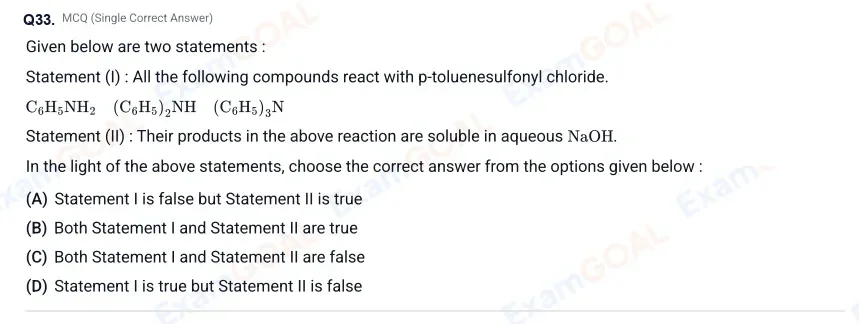 Q33. MCQ (Single Correct Answer)
Given below are two statements :
Statement (I) : All the following compounds react with p-toluenesulfonyl chloride.
C₆H₅NH₂ (C₆H₅)₂NH (C₆H₅)₃N
Statement (II) : Their products in the above reaction are soluble in aqueous NaOH.
In the light of the above statements, choose the correct answer from the options given below :
(A) Statement I is false but Statement II is true
(B) Both Statement I and Statement II are true
(C) Both Statement I and Statement II are false
(D) Statement I is true but Statement II is false